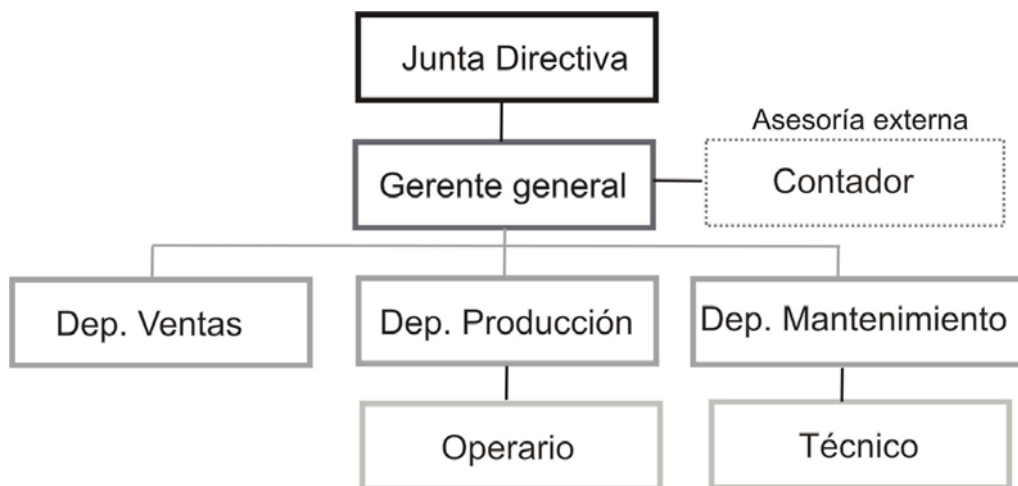 Junta Directiva
Asesoría externa
Gerente general
Contador
Dep. Ventas
Dep. Producción
Dep. Mantenimiento
Operario
Técnico